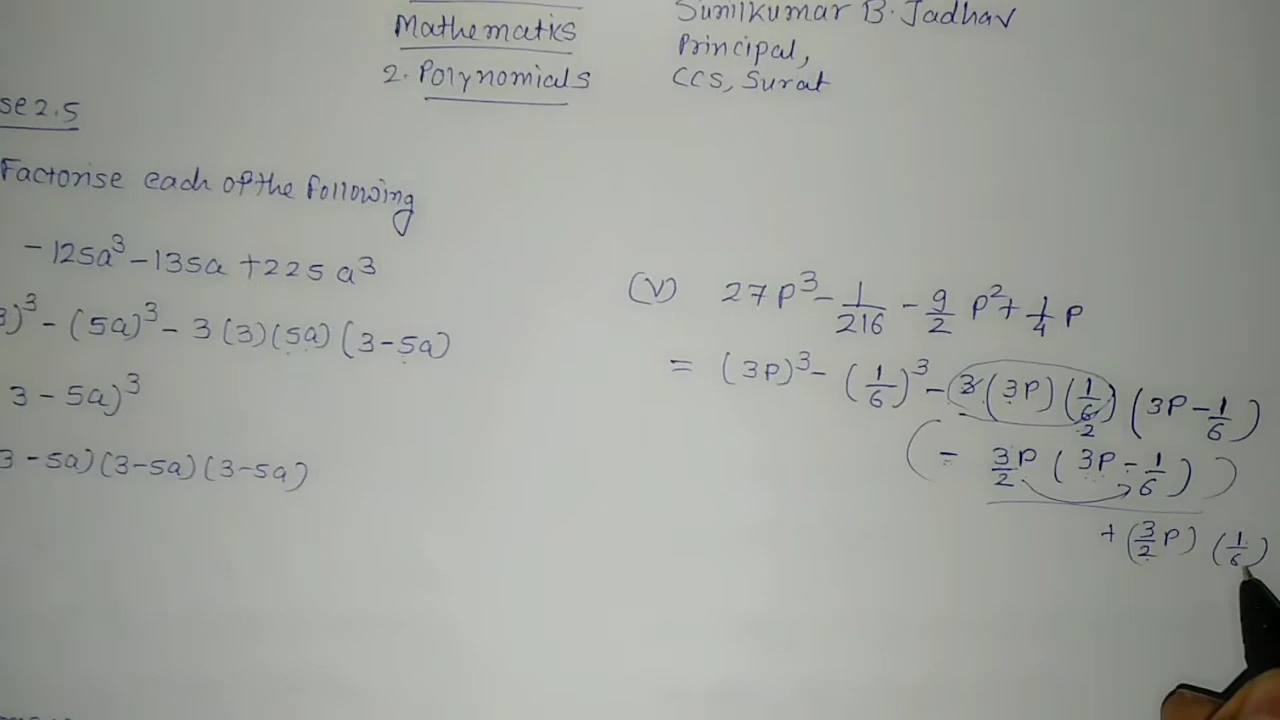 Mathematics
2. Polynomials
Sunilkumar B. Jadhav
Principal,
CCS, Surat
se 2.5
Factorise each of the following
-125a³ - 135a + 225a³
3)³ - (5a)³ - 3(3)(5a)(3-5a)
3 - 5a)³
3 - 5a)(3-5a)(3-5a)
(V) 27P³ - 1/216 - 9/2 P² + 1/4 P
= (3P)³ - (1/6)³ - 3(3P)(1/6)(3P - 1/6)
2
(- 3/2 P (3P - 1/6))
+ (3/2 P) (1/6)